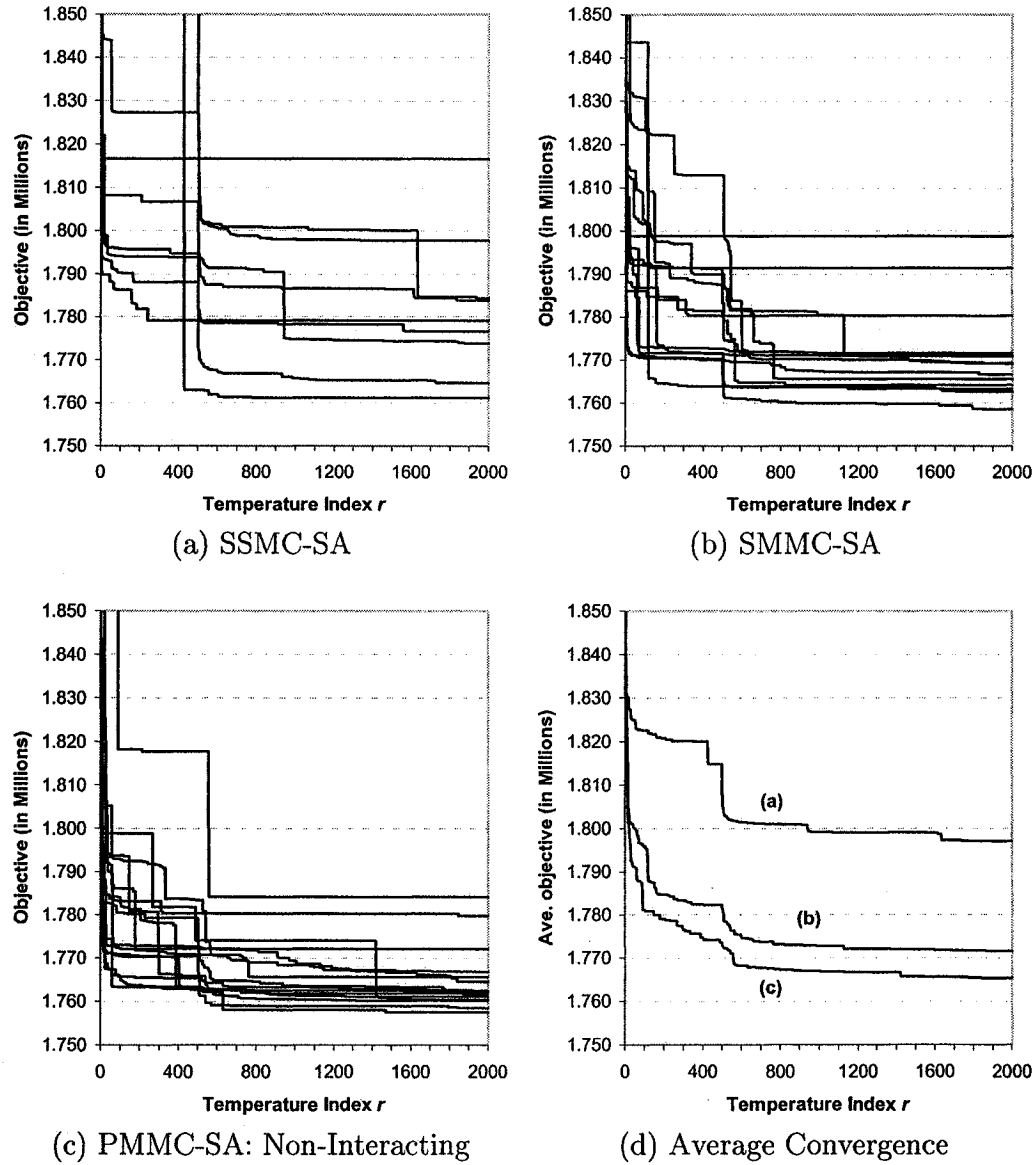 1.850
1.840
1.830
1.820
1.810
1.800
1.790
1.780
1.770
1.760
1.750
Objective (in Millions)
0 400 800 1200 1600 2000
Temperature Index r
(a) SSMC-SA
1.850
1.840
1.830
1.820
1.810
1.800
1.790
1.780
1.770
1.760
1.750
Objective (in Millions)
0 400 800 1200 1600 2000
Temperature Index r
(b) SMMC-SA
1.850
1.840
1.830
1.820
1.810
1.800
1.790
1.780
1.770
1.760
1.750
Objective (in Millions)
0 400 800 1200 1600 2000
Temperature Index r
(c) PMMC-SA: Non-Interacting
1.850
1.840
1.830
1.820
1.810
1.800
1.790
1.780
1.770
1.760
1.750
Ave. objective (in Millions)
(a)
(b)
(c)
0 400 800 1200 1600 2000
Temperature Index r
(d) Average Convergence